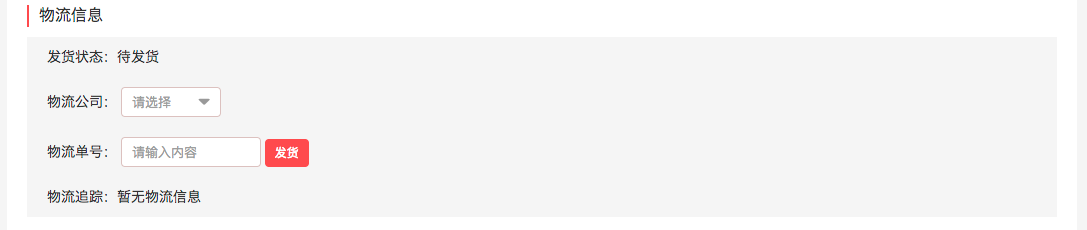 物流信息
发货状态：待发货
物流公司： 请选择
物流单号： 请输入内容 发货
物流追踪：暂无物流信息